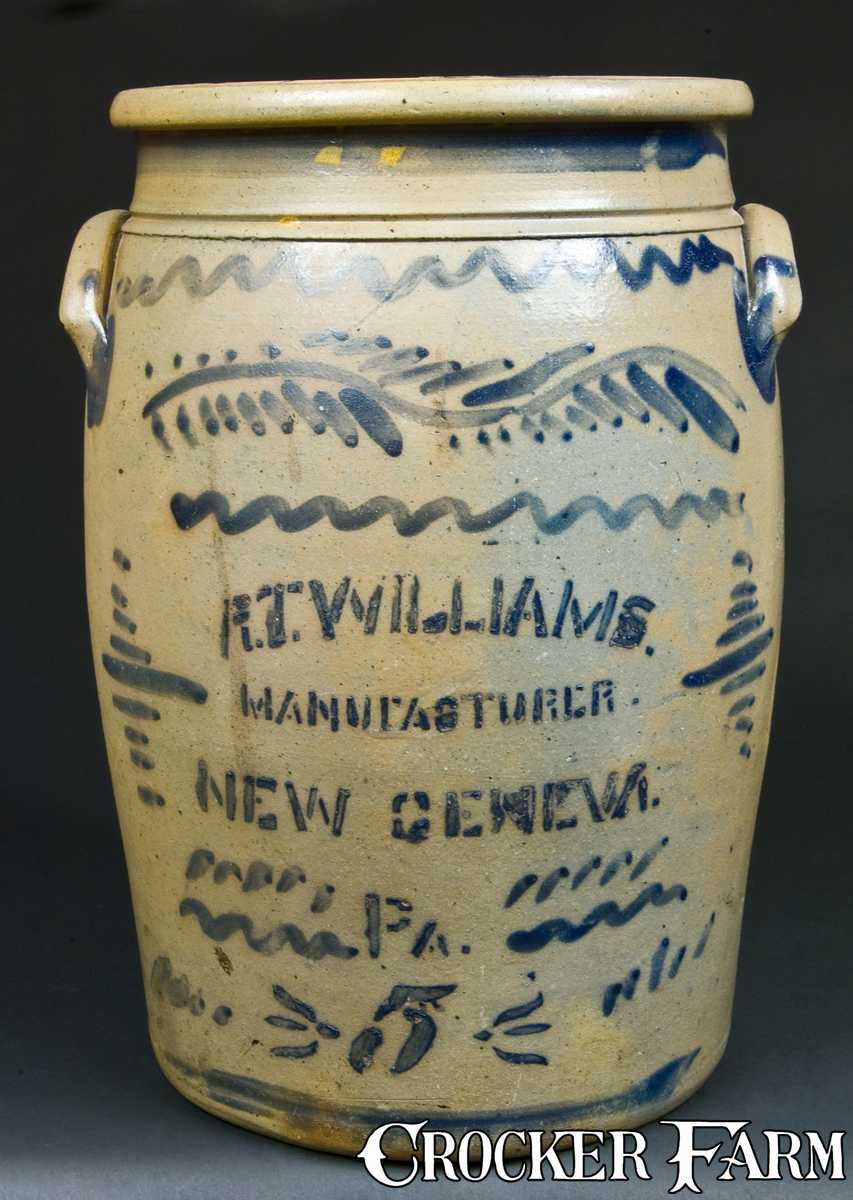 R.T. WILLIAMS.
MANUFACTURER.
NEW GENEVA.
PA.
5
CROCKER FARM